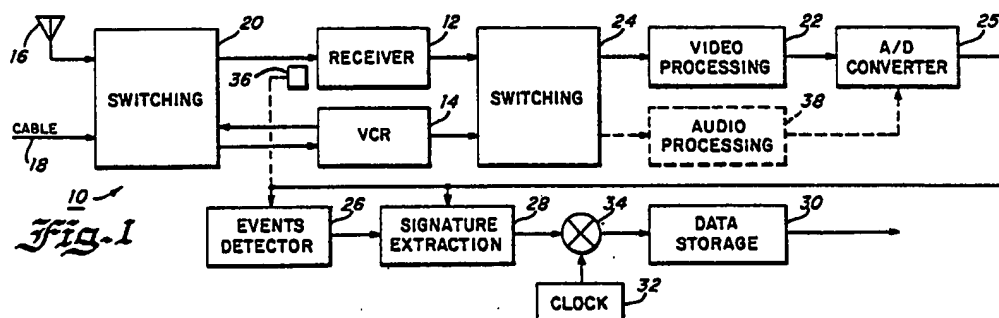 16
20
12
24
22
25
36
RECEIVER
VIDEO
PROCESSING
A/D
CONVERTER
SWITCHING
SWITCHING
14
38
CABLE
18
VCR
AUDIO
PROCESSING
10
Fig-1
26
28
34
30
EVENTS
DETECTOR
SIGNATURE
EXTRACTION
DATA
STORAGE
CLOCK
32